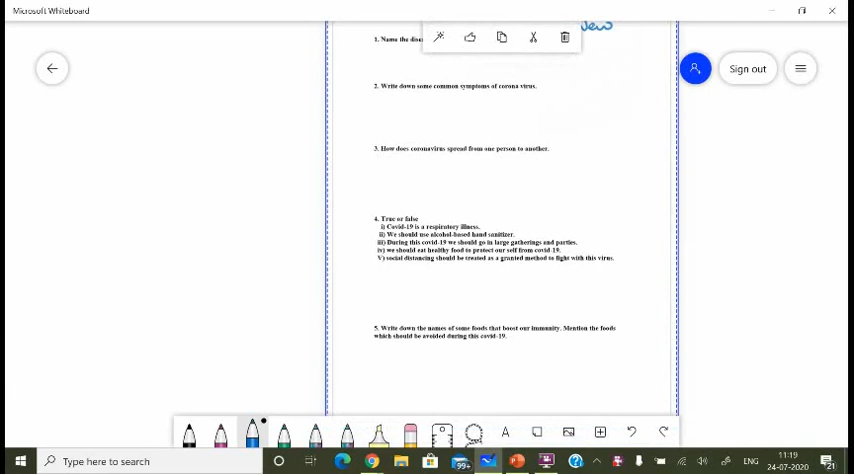 Microsoft Whiteboard
New
1. Name the
Sign out
2. Write down some common symptoms of corona virus.
3. How does coronavirus spread from one person to another.
4. True or false
i) Covid-19 is a respiratory illness.
ii) We should use alcohol-based hand sanitizer.
iii) During this covid-19 we should go in large gatherings and parties.
iv) we should eat healthy food to protect our self from covid-19.
V) social distancing should be treated as a granted method to fight with this virus.
5. Write down the names of some foods that boost our immunity. Mention the foods
which should be avoided during this covid-19.
A
Type here to search
99+
ENG
11:19
24-07-2020
21